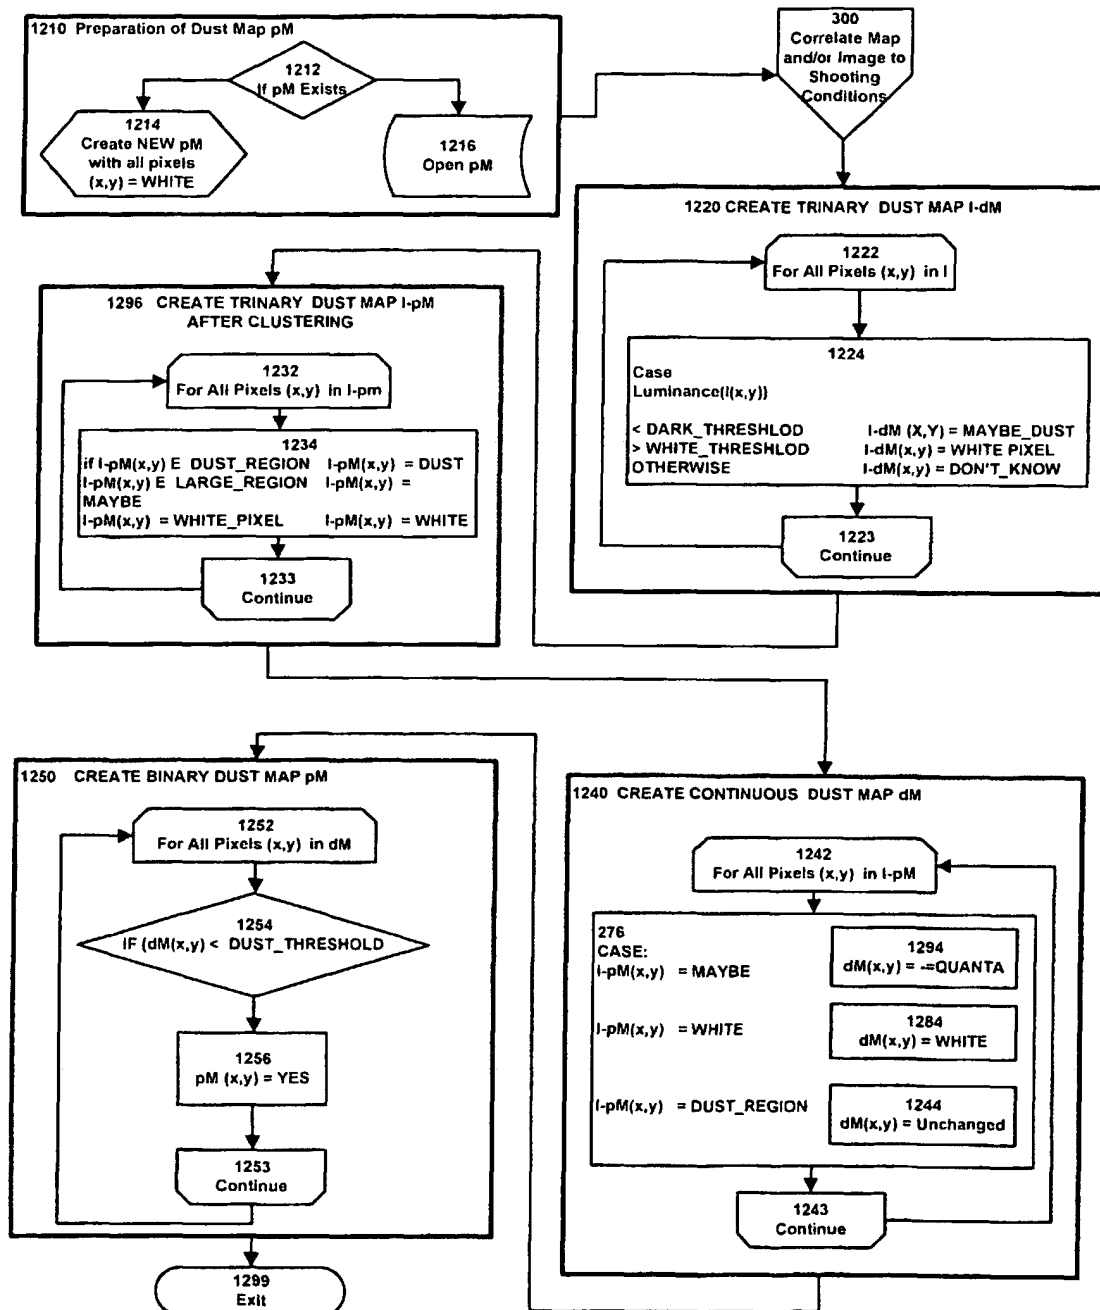 1210 Preparation of Dust Map pM
1212
If pM Exists
1214
Create NEW pM
with all pixels
(x,y) = WHITE
1216
Open pM
300
Correlate Map
and/or Image to
Shooting
Conditions
1220 CREATE TRINARY DUST MAP I-dM
1222
For All Pixels (x,y) in I
1224
Case
Luminance(I(x,y))
< DARK_THRESHLOD I-dM (X,Y) = MAYBE_DUST
> WHITE_THRESHLOD I-dM(x,y) = WHITE PIXEL
OTHERWISE I-dM(x,y) = DON'T_KNOW
1223
Continue
1296 CREATE TRINARY DUST MAP I-pM
AFTER CLUSTERING
1232
For All Pixels (x,y) in I-pm
1234
if I-pM(x,y) E DUST_REGION I-pM(x,y) = DUST
I-pM(x,y) E LARGE_REGION I-pM(x,y) =
MAYBE
I-pM(x,y) = WHITE_PIXEL I-pM(x,y) = WHITE
1233
Continue
1240 CREATE CONTINUOUS DUST MAP dM
1242
For All Pixels (x,y) in I-pM
276
CASE:
I-pM(x,y) = MAYBE
1294
dM(x,y) = -=QUANTA
I-pM(x,y) = WHITE
1284
dM(x,y) = WHITE
I-pM(x,y) = DUST_REGION
1244
dM(x,y) = Unchanged
1243
Continue
1250 CREATE BINARY DUST MAP pM
1252
For All Pixels (x,y) in dM
1254
IF (dM(x,y) < DUST_THRESHOLD
1256
pM (x,y) = YES
1253
Continue
1299
Exit